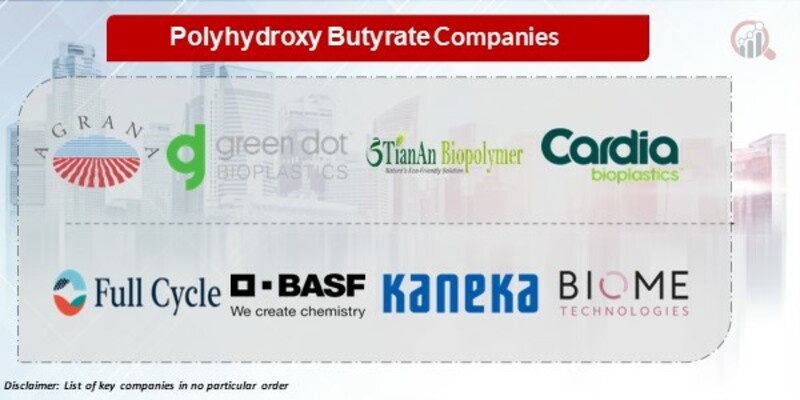 Polyhydroxy Butyrate Companies
AGRANA
green dot
BIOPLASTICS
TianAn Biopolymer
Nature's Eco-Friendly Solution
Cardia
bioplastics
Full Cycle
BASF
We create chemistry
Kaneka
BIOME
TECHNOLOGIES
Disclaimer: List of key companies in no particular order